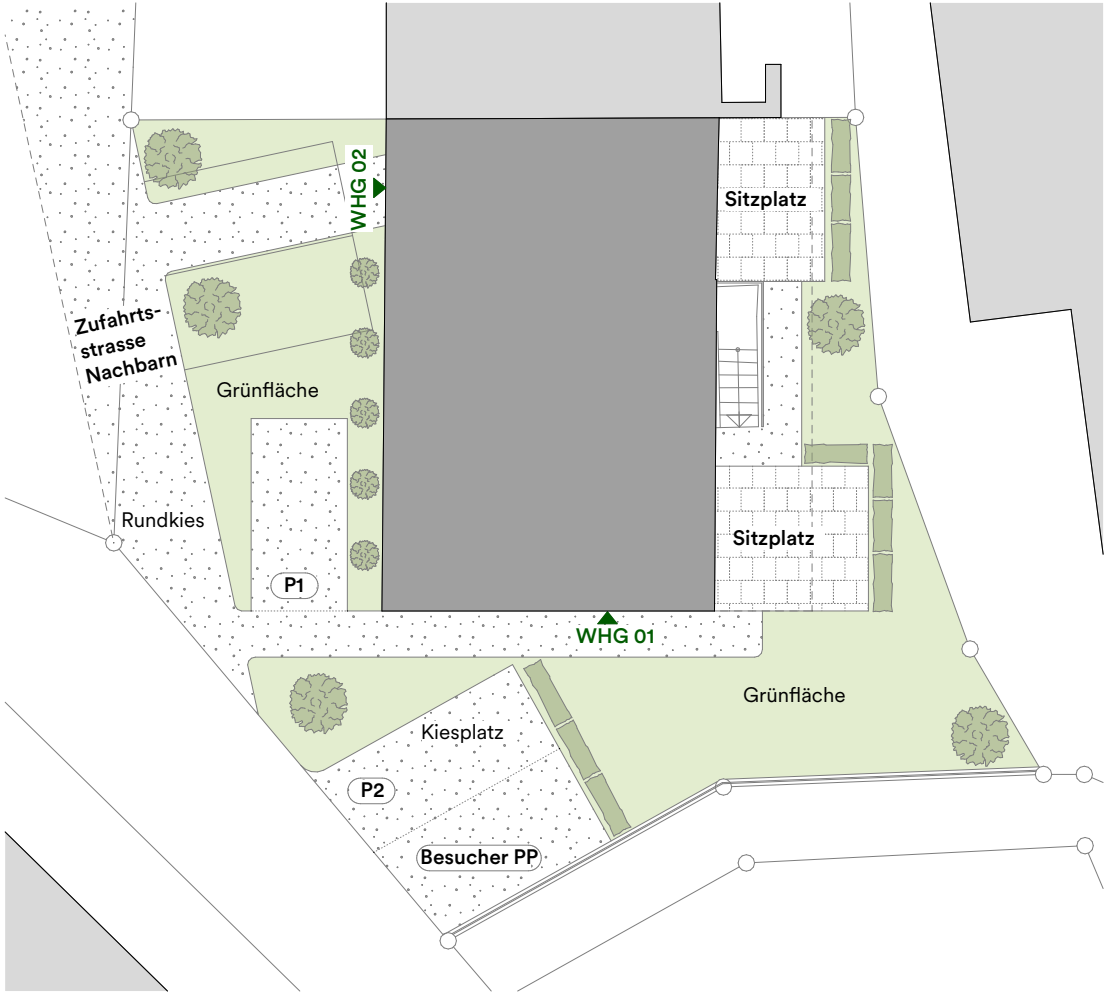 WHG 02
Sitzplatz
Zufahrts-
strasse
Nachbarn
Grünfläche
Rundkies
Sitzplatz
P1
WHG 01
Grünfläche
Kiesplatz
P2
Besucher PP